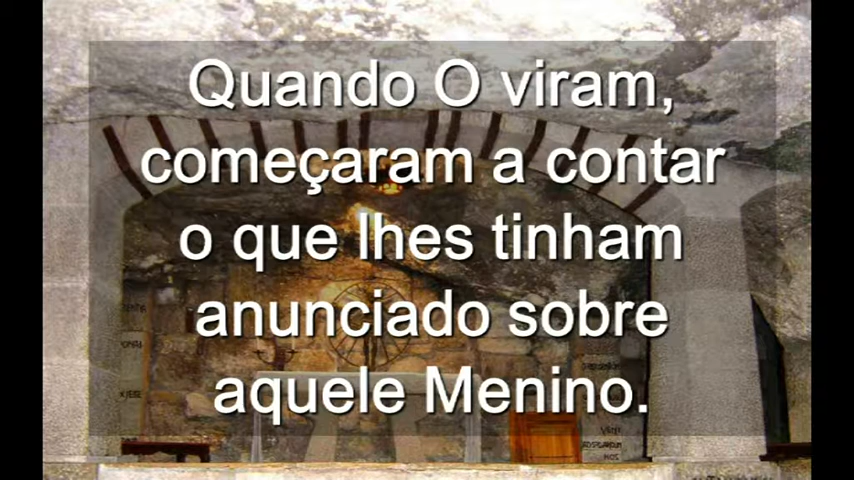 Quando O viram,
começaram a contar
o que lhes tinham
anunciado sobre
aquele Menino.